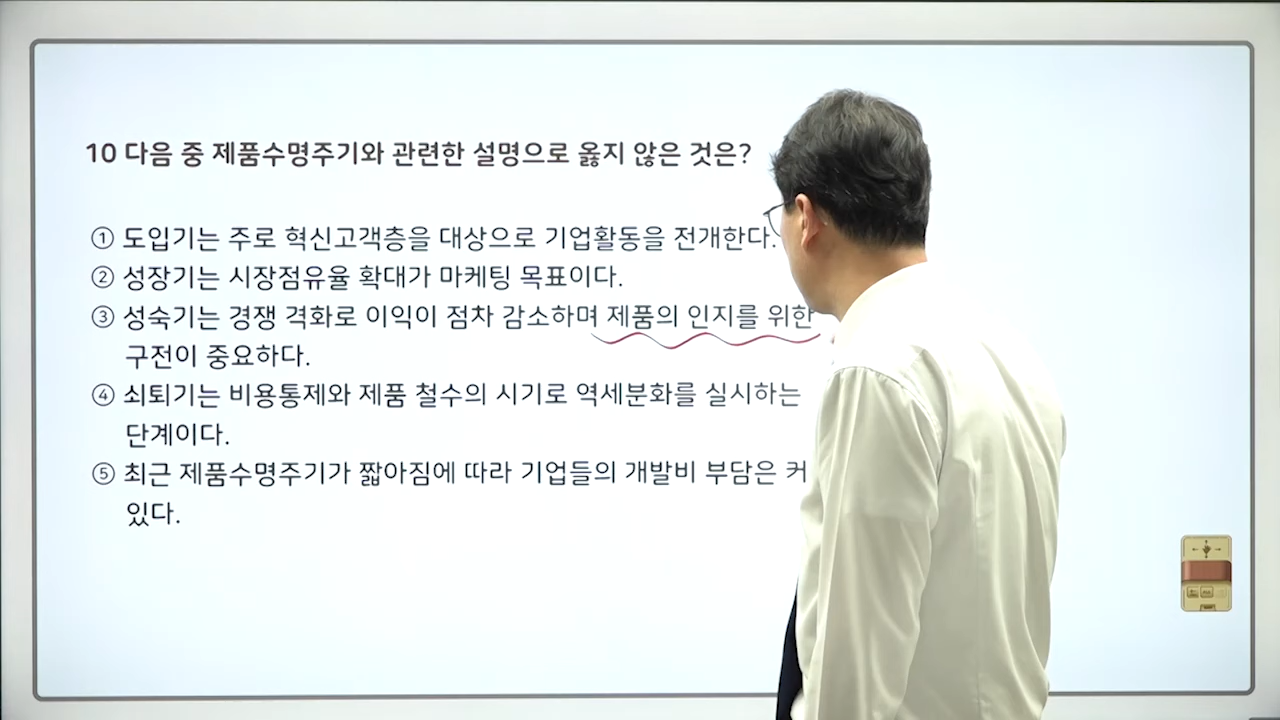 10 다음 중 제품수명주기와 관련한 설명으로 옳지 않은 것은?
① 도입기는 주로 혁신고객층을 대상으로 기업활동을 전개한다.
② 성장기는 시장점유율 확대가 마케팅 목표이다.
③ 성숙기는 경쟁 격화로 이익이 점차 감소하며 제품의 인지를 위한
구전이 중요하다.
④ 쇠퇴기는 비용통제와 제품 철수의 시기로 역세분화를 실시하는
단계이다.
⑤ 최근 제품수명주기가 짧아짐에 따라 기업들의 개발비 부담은 커
있다.